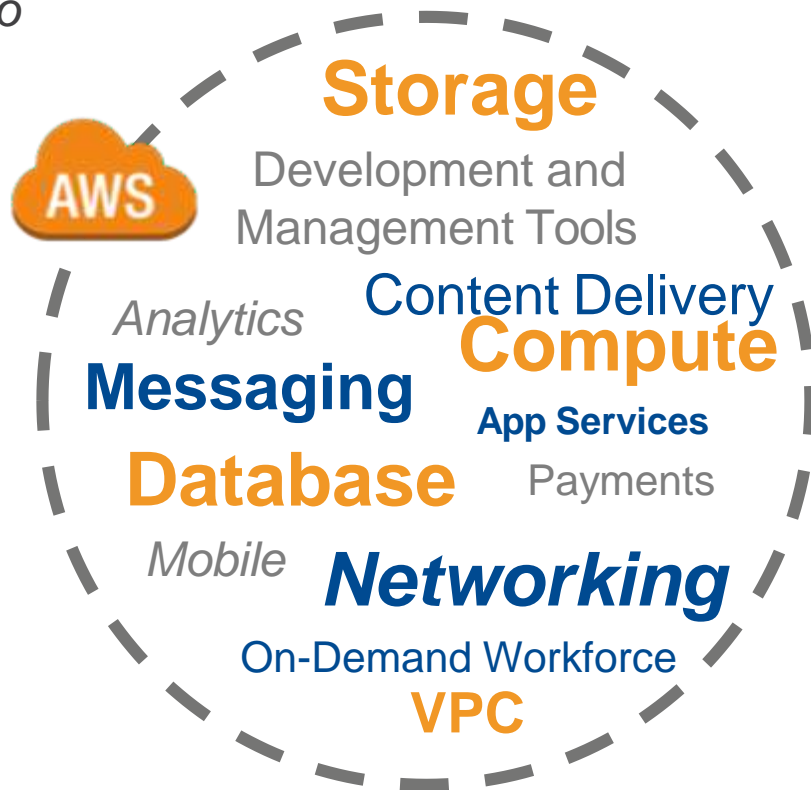 o
Storage
AWS
Development and
Management Tools
Content Delivery
Analytics
Compute
Messaging
App Services
Database
Payments
Mobile
Networking
On-Demand Workforce
VPC